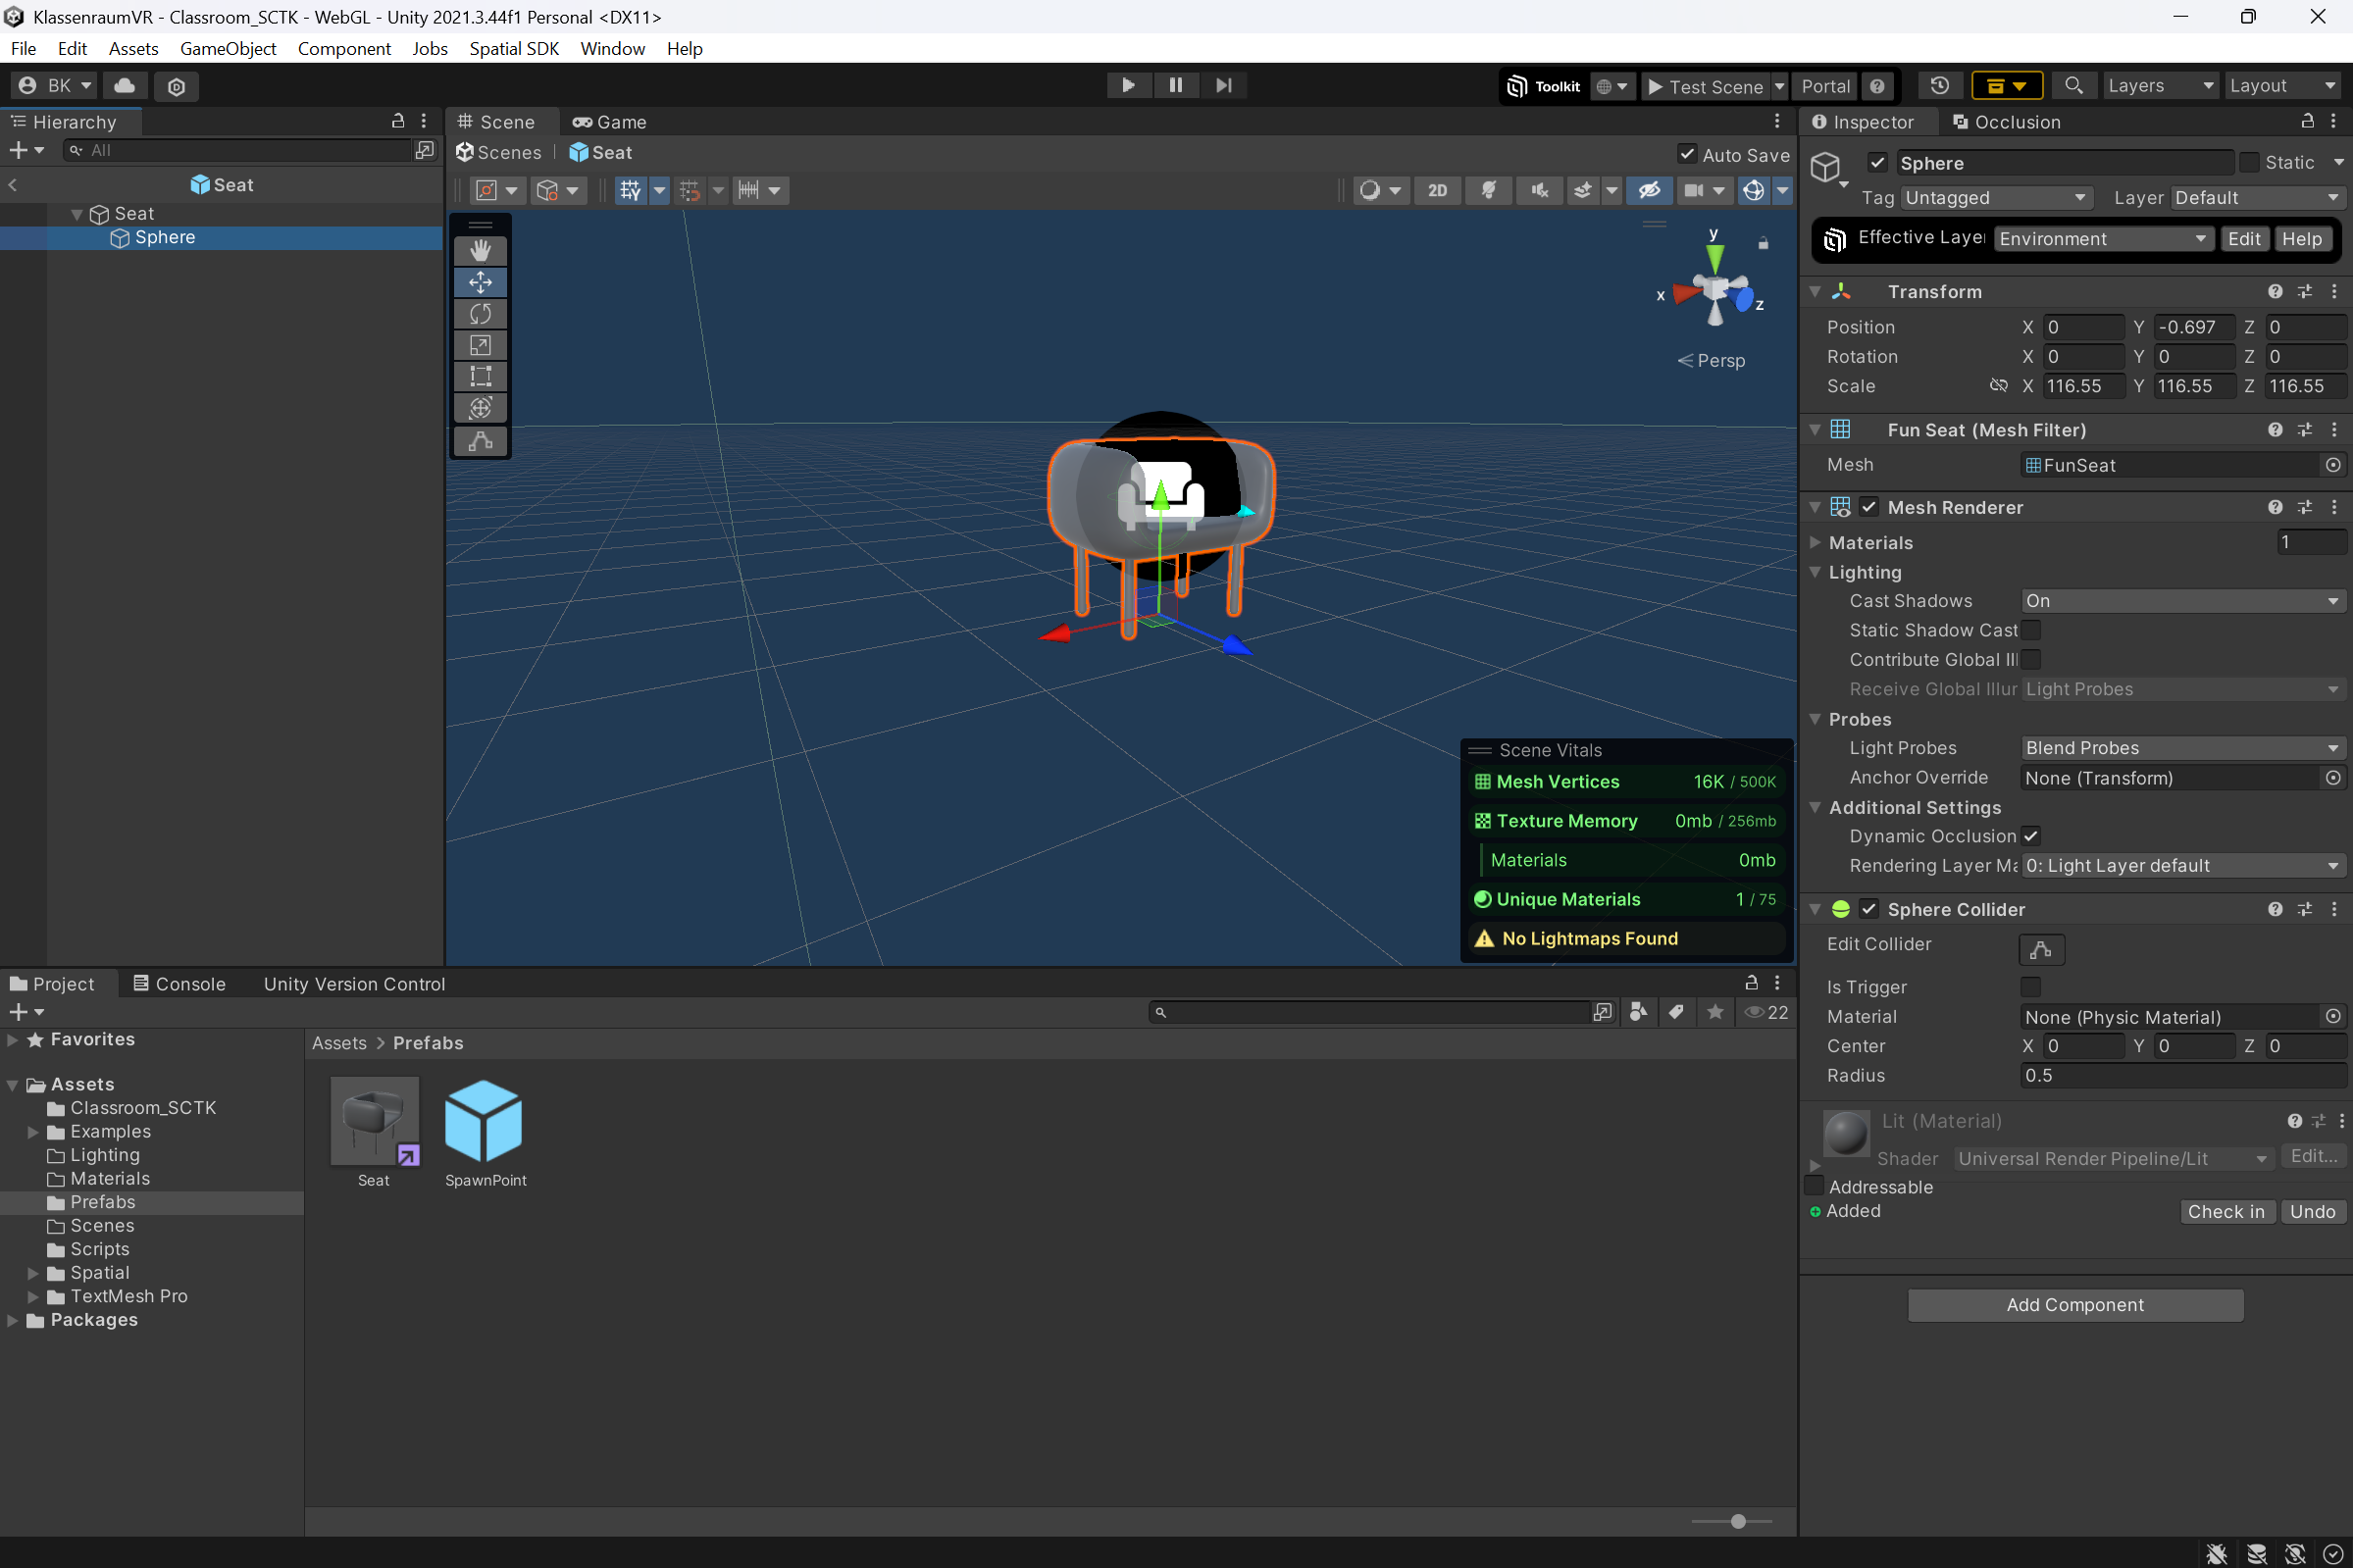 KlassenraumVR - Classroom_SCTK - WebGL - Unity 2021.3.44f1 Personal <DX11>
File Edit Assets GameObject Component Jobs Spatial SDK Window Help
BK Toolkit Test Scene Portal Layers Layout
Hierarchy
All
Seat
Seat
Sphere
Scene Game
Scenes Seat Auto Save
2D
y
x
z
Persp
Scene Vitals
Mesh Vertices 16K / 500K
Texture Memory 0mb / 256mb
Materials 0mb
Unique Materials 1 / 75
No Lightmaps Found
Inspector Occlusion
Sphere Static
Tag Untagged Layer Default
Effective Layer Environment Edit Help
Transform
Position X 0 Y -0.697 Z 0
Rotation X 0 Y 0 Z 0
Scale X 116.55 Y 116.55 Z 116.55
Fun Seat (Mesh Filter)
Mesh FunSeat
Mesh Renderer
Materials 1
Lighting
Cast Shadows On
Static Shadow Cast
Contribute Global Ill
Receive Global Illur Light Probes
Probes
Light Probes Blend Probes
Anchor Override None (Transform)
Additional Settings
Dynamic Occlusion
Rendering Layer Ma 0: Light Layer default
Sphere Collider
Edit Collider
Is Trigger
Material None (Physic Material)
Center X 0 Y 0 Z 0
Radius 0.5
Lit (Material)
Shader Universal Render Pipeline/Lit Edit...
Addressable
Added Check in Undo
Add Component
Project Console Unity Version Control
22
Favorites
Assets
Classroom_SCTK
Examples
Lighting
Materials
Prefabs
Scenes
Scripts
Spatial
TextMesh Pro
Packages
Assets > Prefabs
Seat SpawnPoint